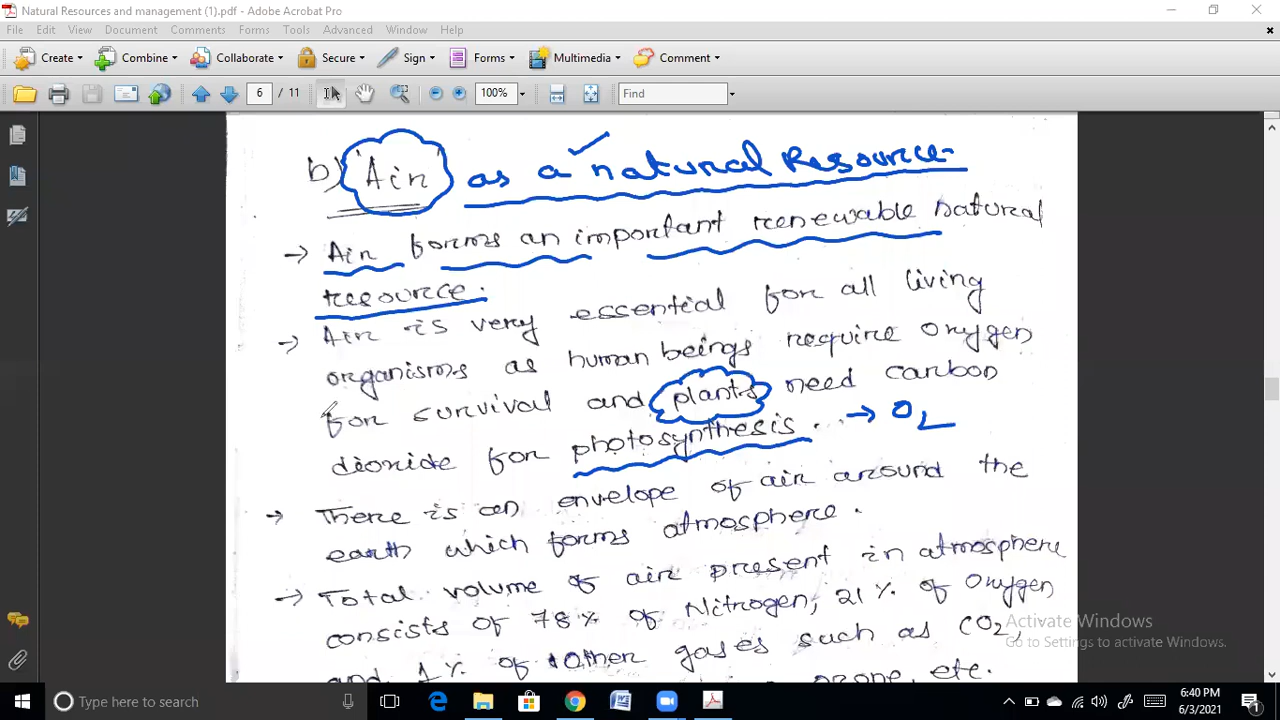 Natural Resources and management (1).pdf - Adobe Acrobat Pro
File Edit View Document Comments Forms Tools Advanced Window Help
Create Combine Collaborate Secure Sign Forms Multimedia Comment
6 / 11 100% Find
b) 'Air' as a natural Resource
→ Air forms an important renewable natural
resource.
→ Air is very essential for all living
organisms as human beings require oxygen
for survival and plants need carbon
dioxide for photosynthesis. → O2
→ There is an envelope of air around the
earth which forms atmosphere.
→ Total volume of air present in atmosphere
consists of 78% of Nitrogen, 21% of Oxygen
and 1% of other gases such as CO2,
etc.
Activate Windows
Go to Settings to activate Windows.
Type here to search
6:40 PM
6/3/2021